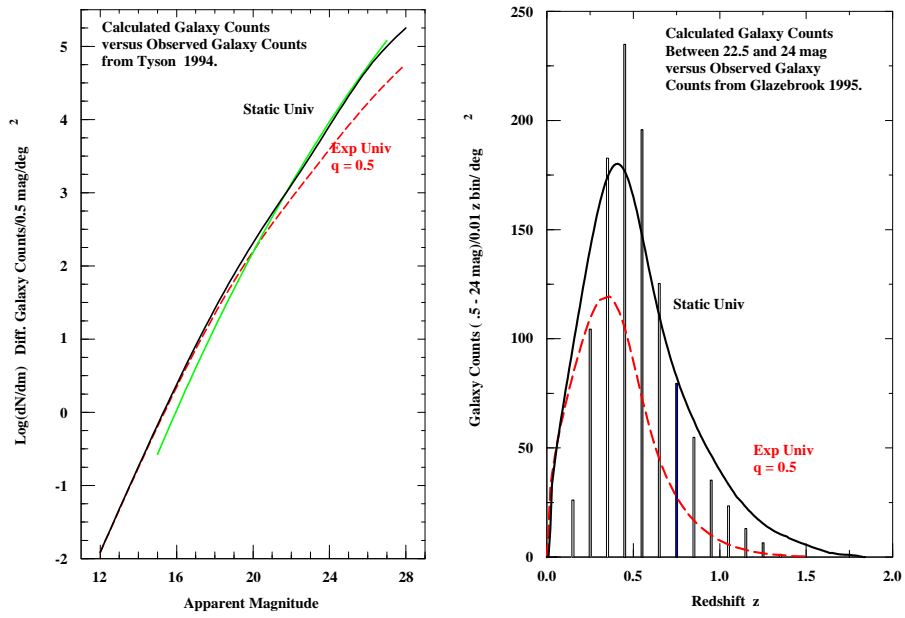 Calculated Galaxy Counts
versus Observed Galaxy Counts
from Tyson 1994.
Static Univ
Exp Univ
q = 0.5
5
4
3
2
1
0
-1
-2
12
16
20
24
28
Apparent Magnitude
Log(dN/dm) Diff. Galaxy Counts/0.5 mag/deg 2
Calculated Galaxy Counts
Between 22.5 and 24 mag
versus Observed Galaxy
Counts from Glazebrook 1995.
Static Univ
Exp Univ
q = 0.5
250
200
150
100
50
0
0.0
0.5
1.0
1.5
2.0
Redshift z
Galaxy Counts ( .5 - 24 mag)/0.01 z bin/ deg 2